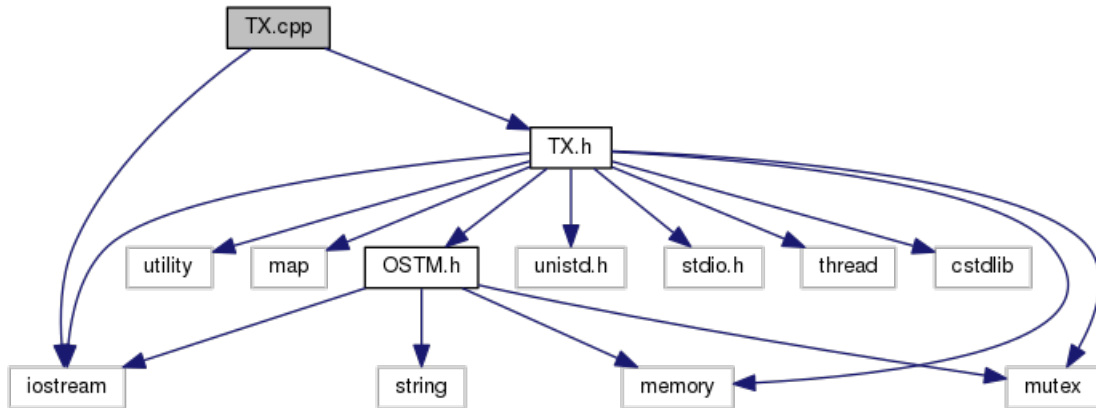 TX.cpp
TX.h
utility
map
OSTM.h
unistd.h
stdio.h
thread
cstdlib
iostream
string
memory
mutex